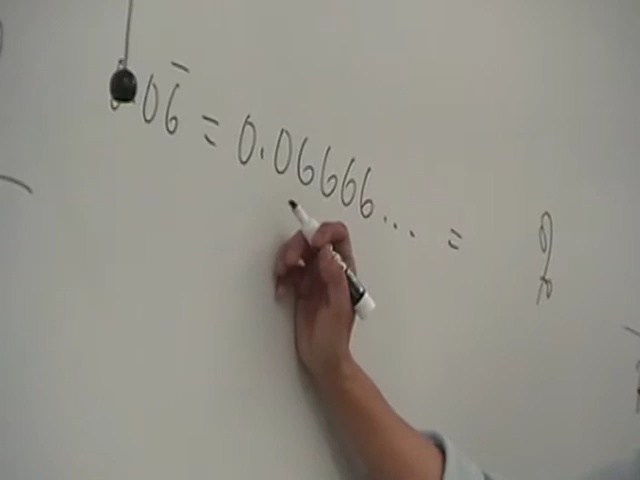 06̅ = 0.06666... =